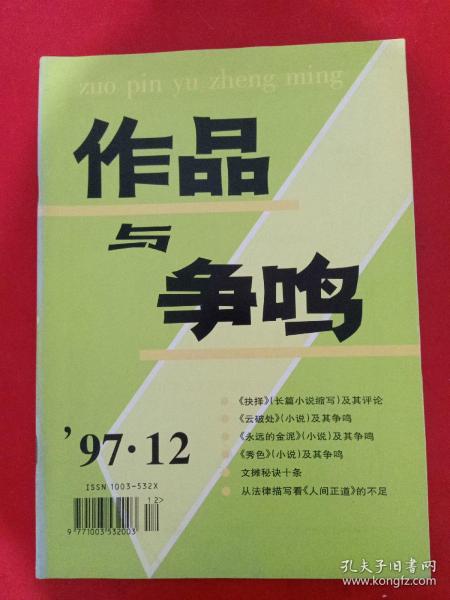 zuo pin yu zheng ming
作品
与
争鸣
《抉择》(长篇小说缩写)及其评论
《云破处》(小说)及其争鸣
《永远的金泥》(小说)及其争鸣
《秀色》(小说)及其争鸣
文摊秘诀十条
从法律描写看《人间正道》的不足
'97·12
ISSN 1003-532X
12>
9 771003 532003
孔夫子旧书网
www.kongfz.com